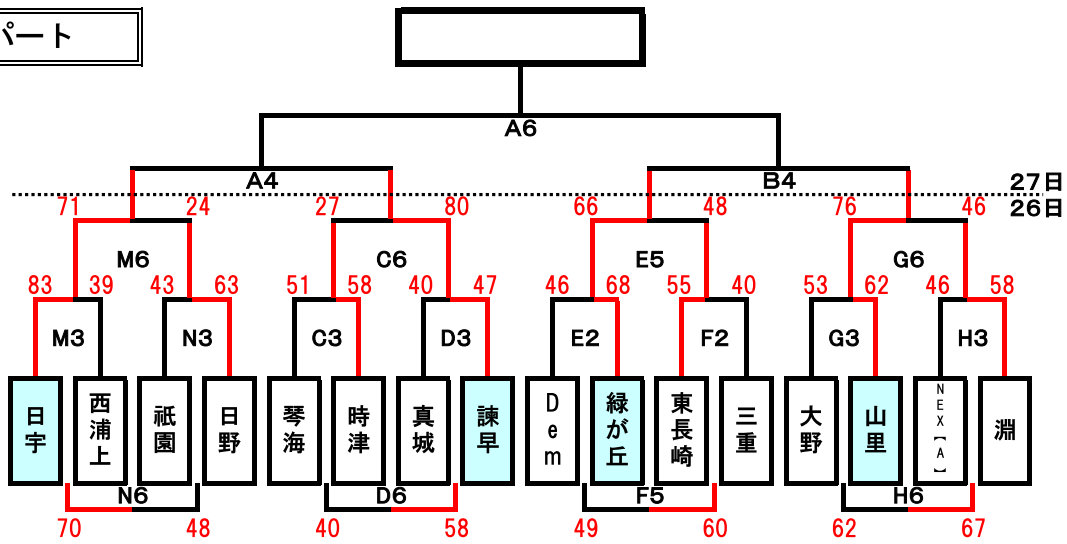 パート
A6
A4 B4
27日
71 24 27 80 66 48 76 46 26日
M6 C6 E5 G6
83 39 43 63 51 58 40 47 46 68 55 40 53 62 46 58
M3 N3 C3 D3 E2 F2 G3 H3
日宇 西浦上 祇園 日野 琴海 時津 真城 諫早 Dem 緑が丘 東長崎 三重 大野 山里 NEX【A】 淵
N6 D6 F5 H6
70 48 40 58 49 60 62 67